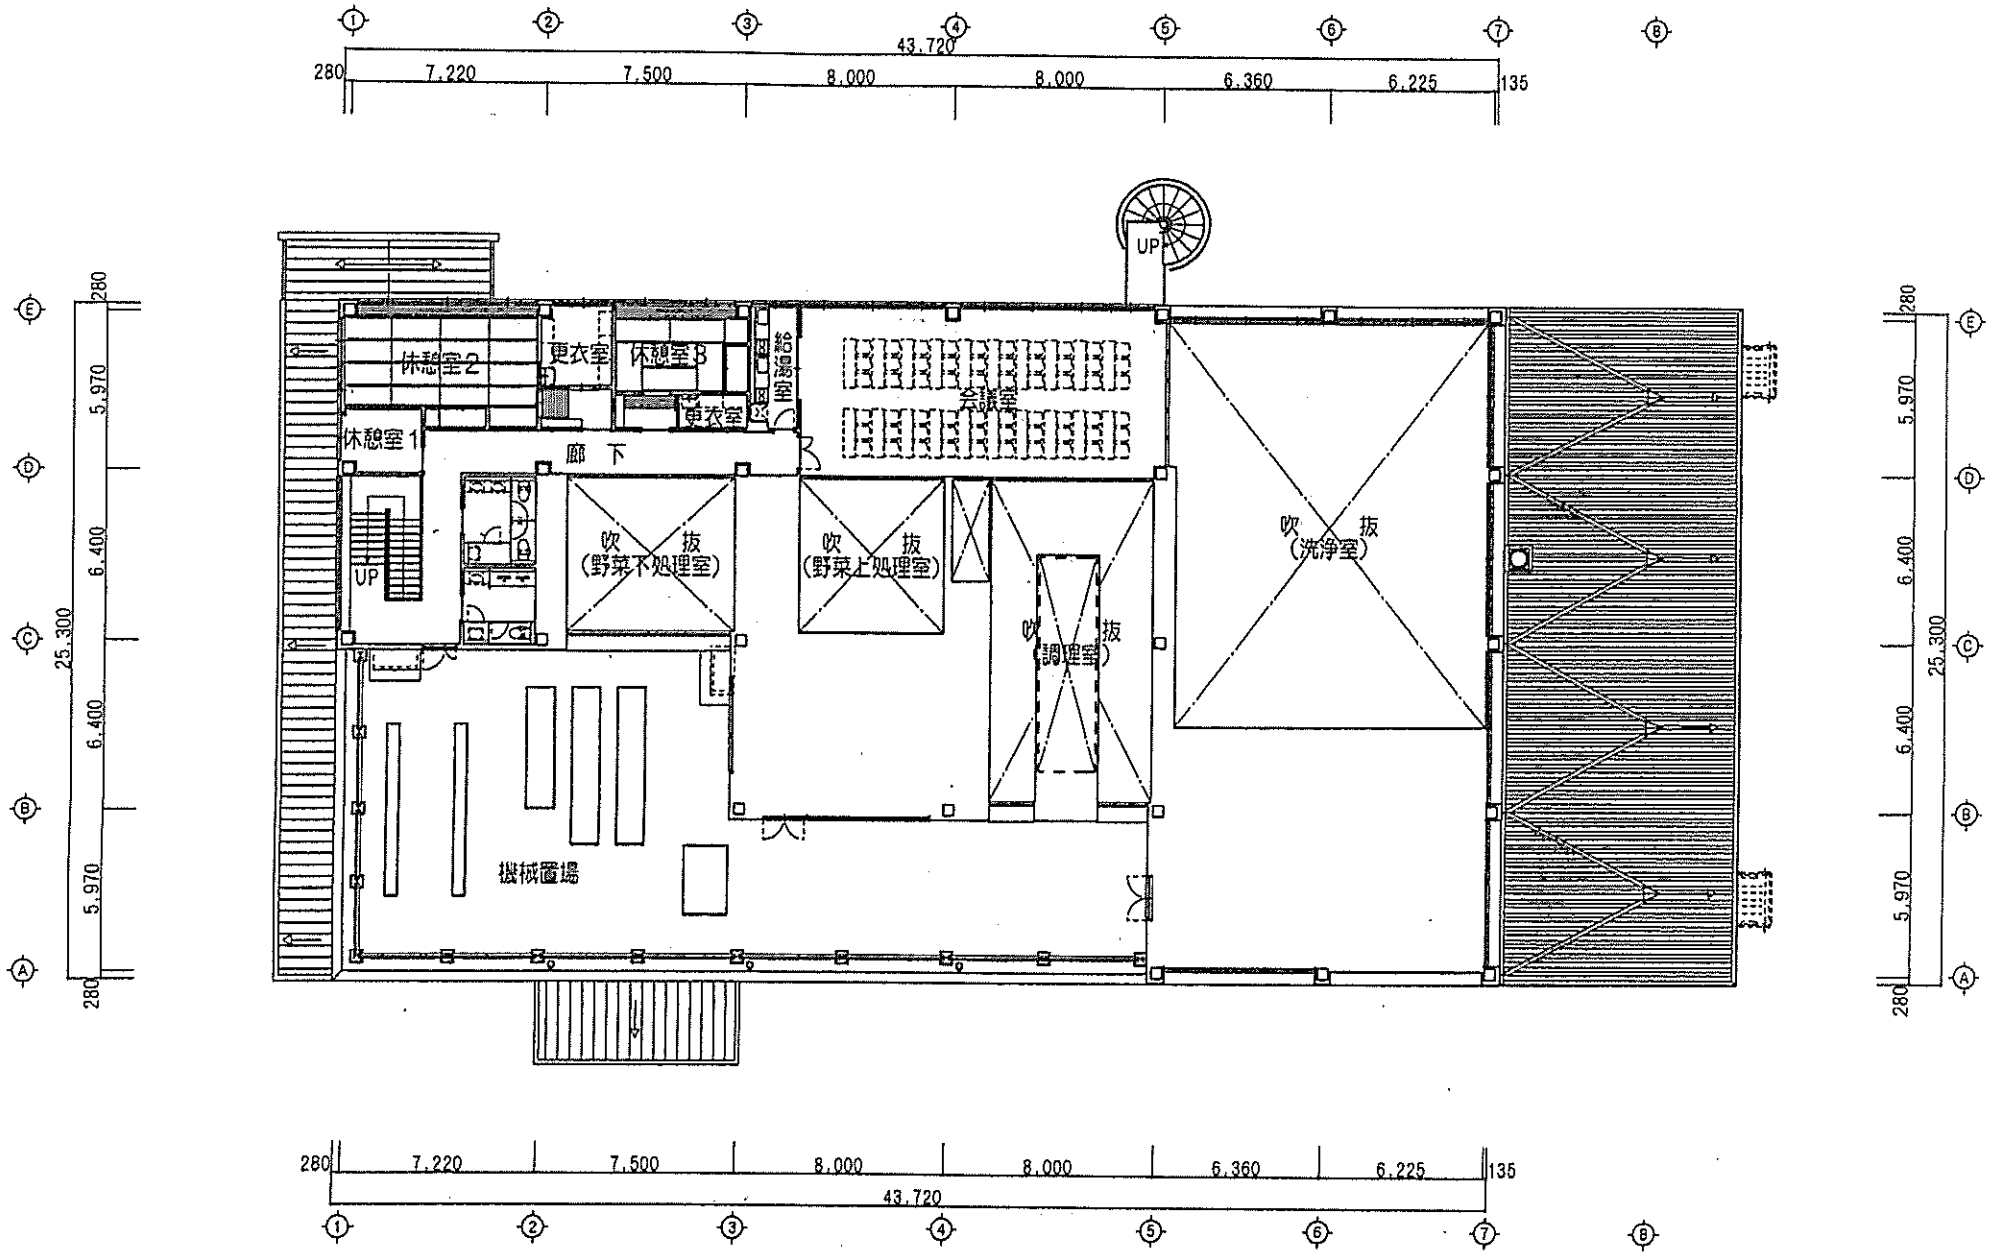 1 2 3 4 5 6 7 8
43.720
280 7.220 7.500 8.000 8.000 6.360 6.225 135
UP
280
E
E
280
休憩室2
更衣室
休憩室3
給湯室
会議室
更衣室
5.970
5.970
休憩室1
廊 下
D
D
吹 抜
(野菜下処理室)
吹 抜
(野菜上処理室)
吹 抜
(洗浄室)
6.400
6.400
UP
C
C
25.300
25.300
吹 抜
(調理室)
6.400
6.400
B
B
機械置場
5.970
5.970
A
A
280
280
280 7.220 7.500 8.000 8.000 6.360 6.225 135
43.720
1 2 3 4 5 6 7 8